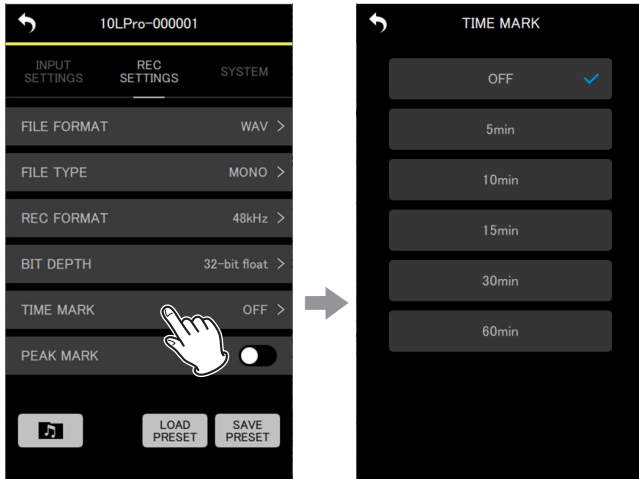 10LPro-000001
INPUT
SETTINGS
REC
SETTINGS
SYSTEM
FILE FORMAT WAV >
FILE TYPE MONO >
REC FORMAT 48kHz >
BIT DEPTH 32-bit float >
TIME MARK OFF >
PEAK MARK
LOAD
PRESET
SAVE
PRESET
TIME MARK
OFF
5min
10min
15min
30min
60min